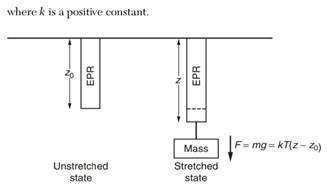 where k is a positive constant.
z0
EPR
z
EPR
Mass
F = mg = kT(z – z0)
Unstretched
state
Stretched
state